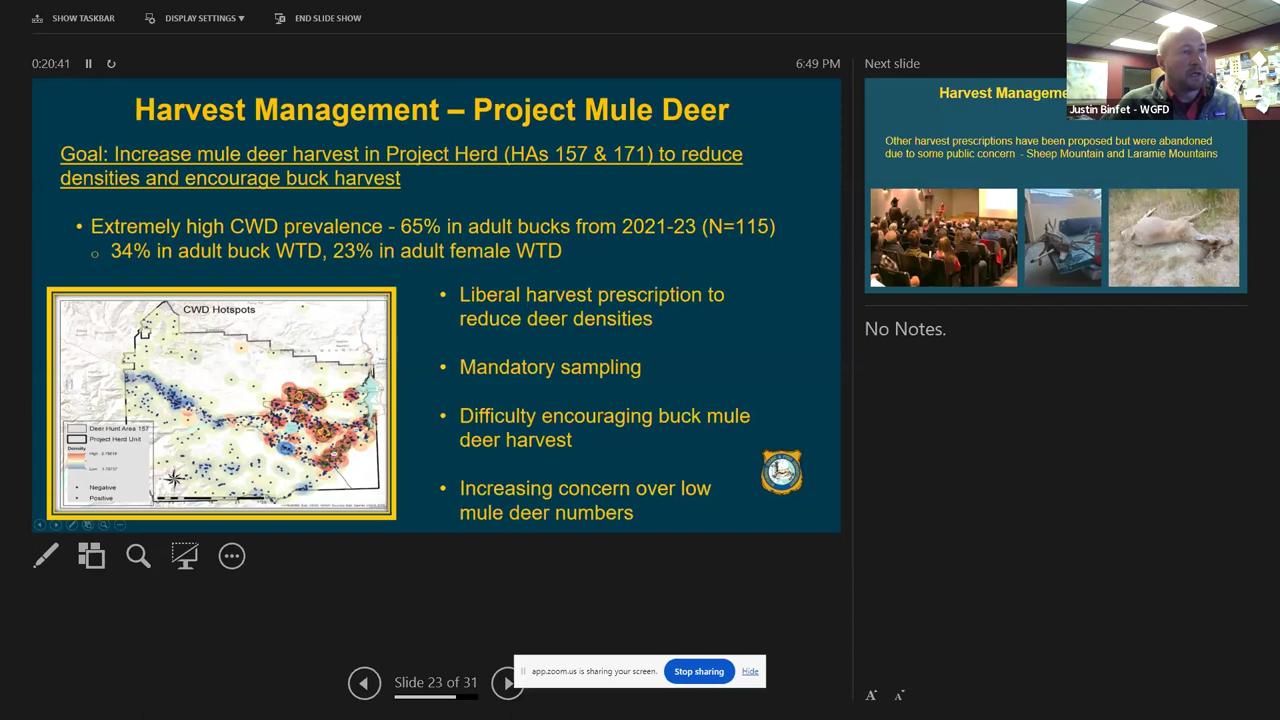 SHOW TASKBAR
DISPLAY SETTINGS ▾
END SLIDE SHOW
0:20:41
6:49 PM
Next slide
Justin Binfet - WGFD
Harvest Management – Project Mule Deer
Goal: Increase mule deer harvest in Project Herd (HAs 157 & 171) to reduce
densities and encourage buck harvest
• Extremely high CWD prevalence - 65% in adult bucks from 2021-23 (N=115)
○ 34% in adult buck WTD, 23% in adult female WTD
CWD Hotspots
Deer Hunt Area 157
Project Herd Unit
Density
Negative
Positive
• Liberal harvest prescription to
reduce deer densities
• Mandatory sampling
• Difficulty encouraging buck mule
deer harvest
• Increasing concern over low
mule deer numbers
Harvest Manageme
Other harvest prescriptions have been proposed but were abandoned
due to some public concern - Sheep Mountain and Laramie Mountains
No Notes.
app.zoom.us is sharing your screen.
Stop sharing
Hide
Slide 23 of 31
A A